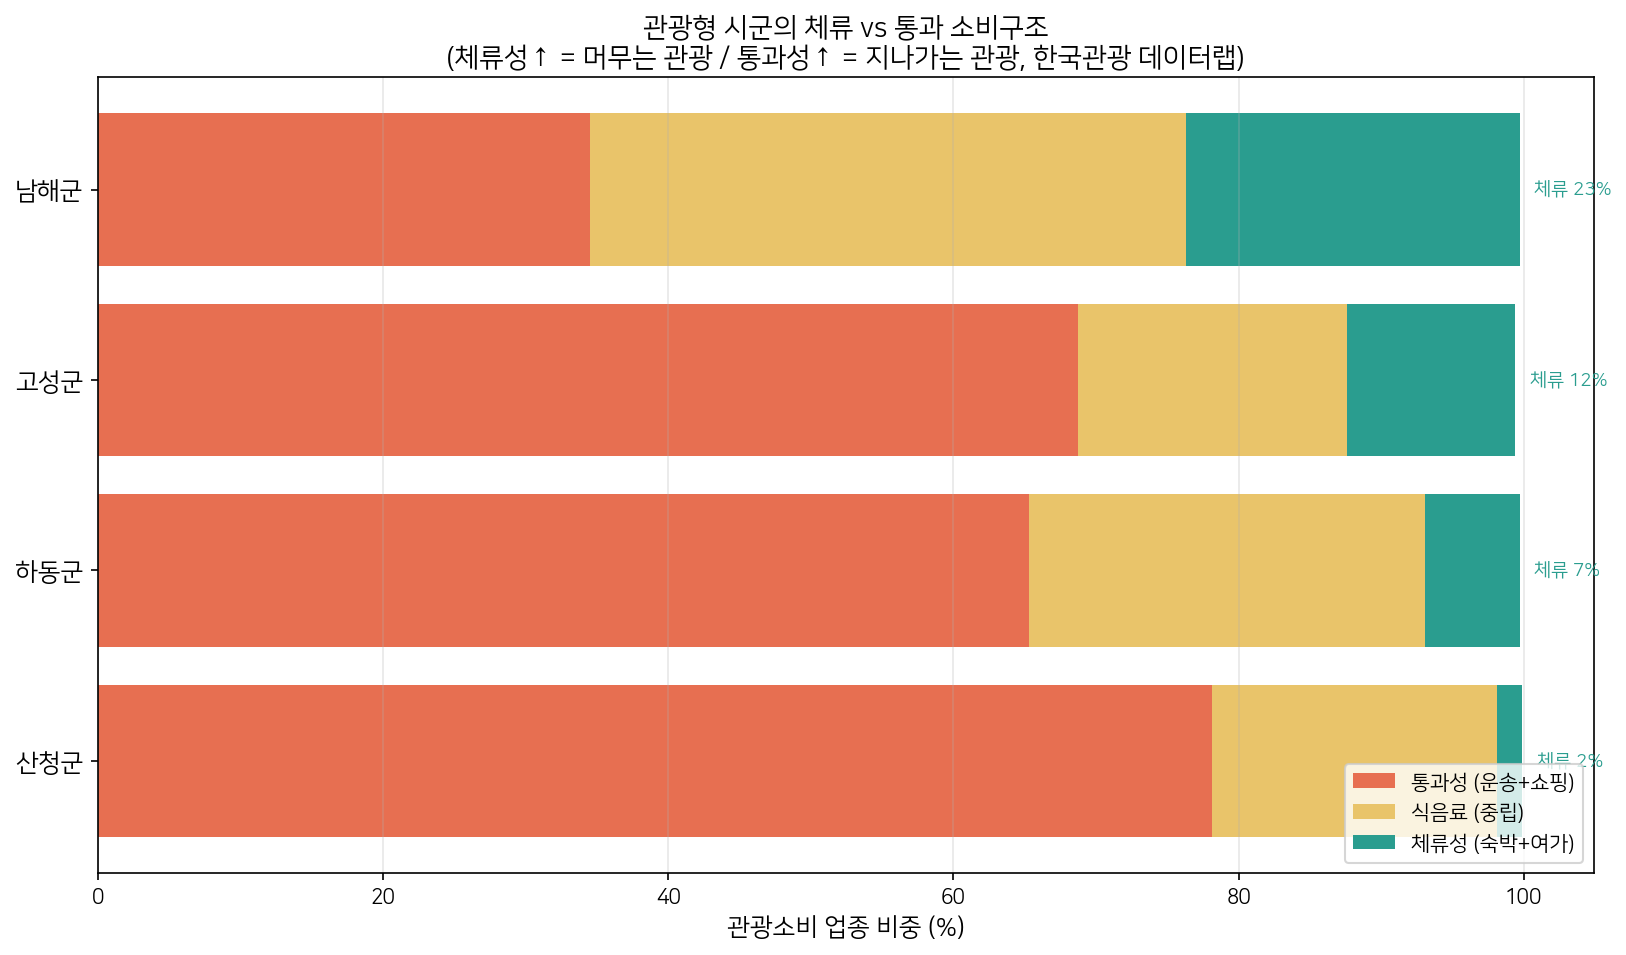 관광형 시군의 체류 vs 통과 소비구조
(체류성↑ = 머무는 관광 / 통과성↑ = 지나가는 관광, 한국관광 데이터랩)
남해군
체류 23%
고성군
체류 12%
하동군
체류 7%
산청군
체류 2%
통과성 (운송+쇼핑)
식음료 (중립)
체류성 (숙박+여가)
0 20 40 60 80 100
관광소비 업종 비중 (%)